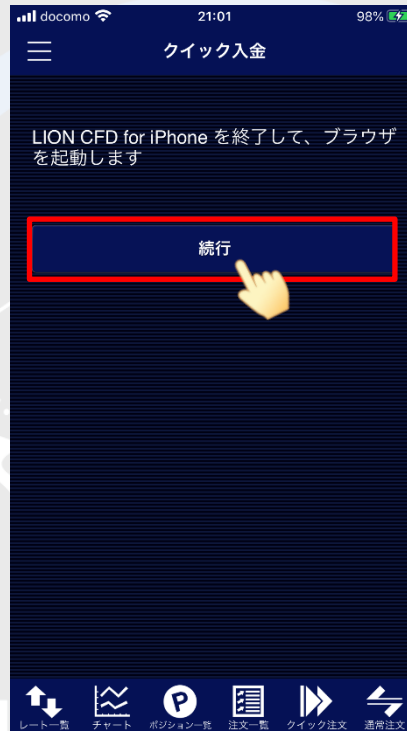 docomo 21:01 98%
クイック入金
LION CFD for iPhone を終了して、ブラウザ
を起動します
続行
P
レート一覧 チャート ポジション一覧 注文一覧 クイック注文 通常注文